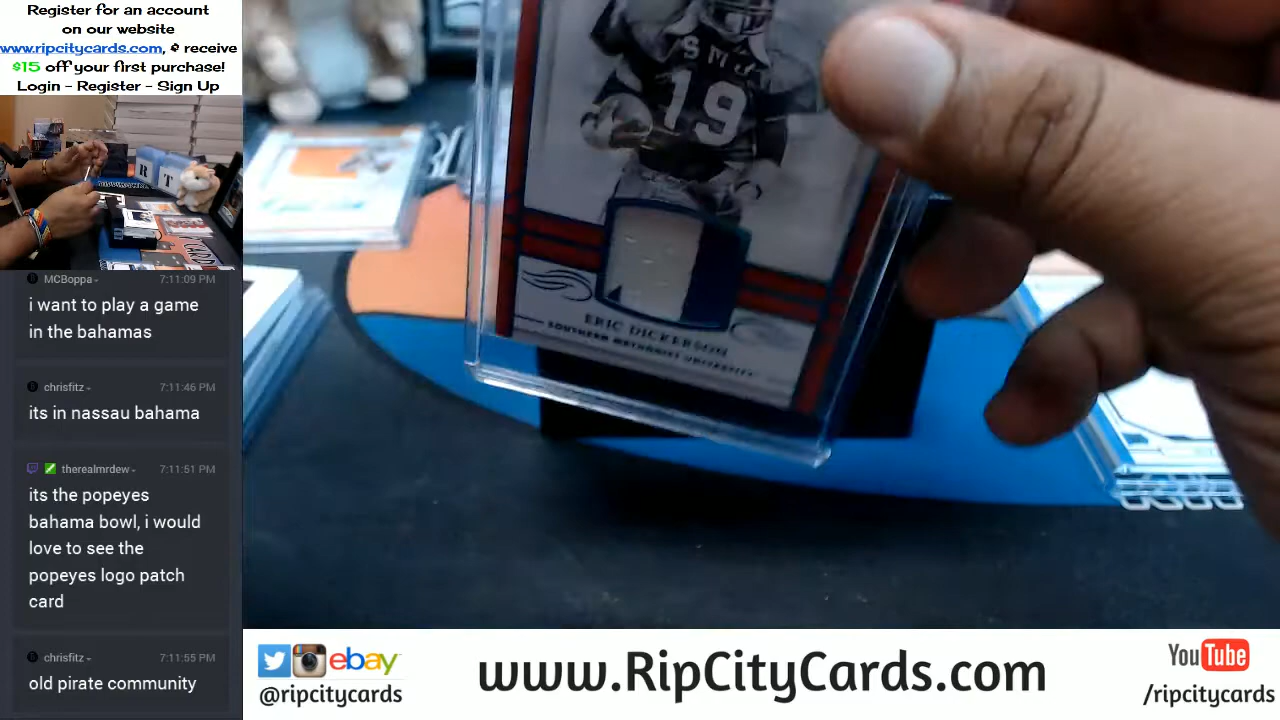 Register for an account
on our website
www.ripcitycards.com, & receive
$15 off your first purchase!
Login - Register - Sign Up
R T
MCBoppa 7:11:09 PM
i want to play a game
in the bahamas
chrisfitz 7:11:46 PM
its in nassau bahama
therealmrdew 7:11:51 PM
its the popeyes
bahama bowl, i would
love to see the
popeyes logo patch
card
chrisfitz 7:11:55 PM
old pirate community
SMU
19
ERIC DICKERSON
SOUTHERN METHODIST UNIVERSITY
ebay
@ripcitycards
www.RipCityCards.com
YouTube
/ripcitycards